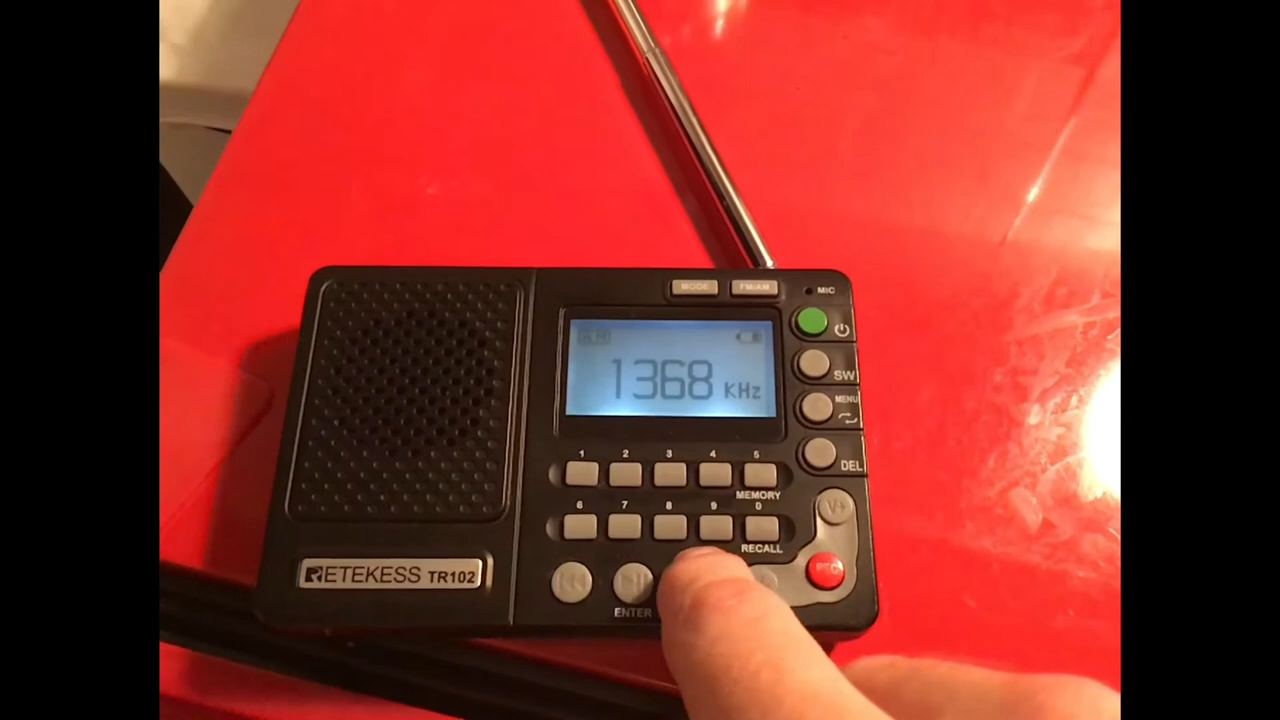 MODE FM/AM MIC
1368 KHz
SW
MENU
DEL
1 2 3 4 5
MEMORY
V+
6 7 8 9 0
RECALL
REC
RETEKESS TR102
ENTER